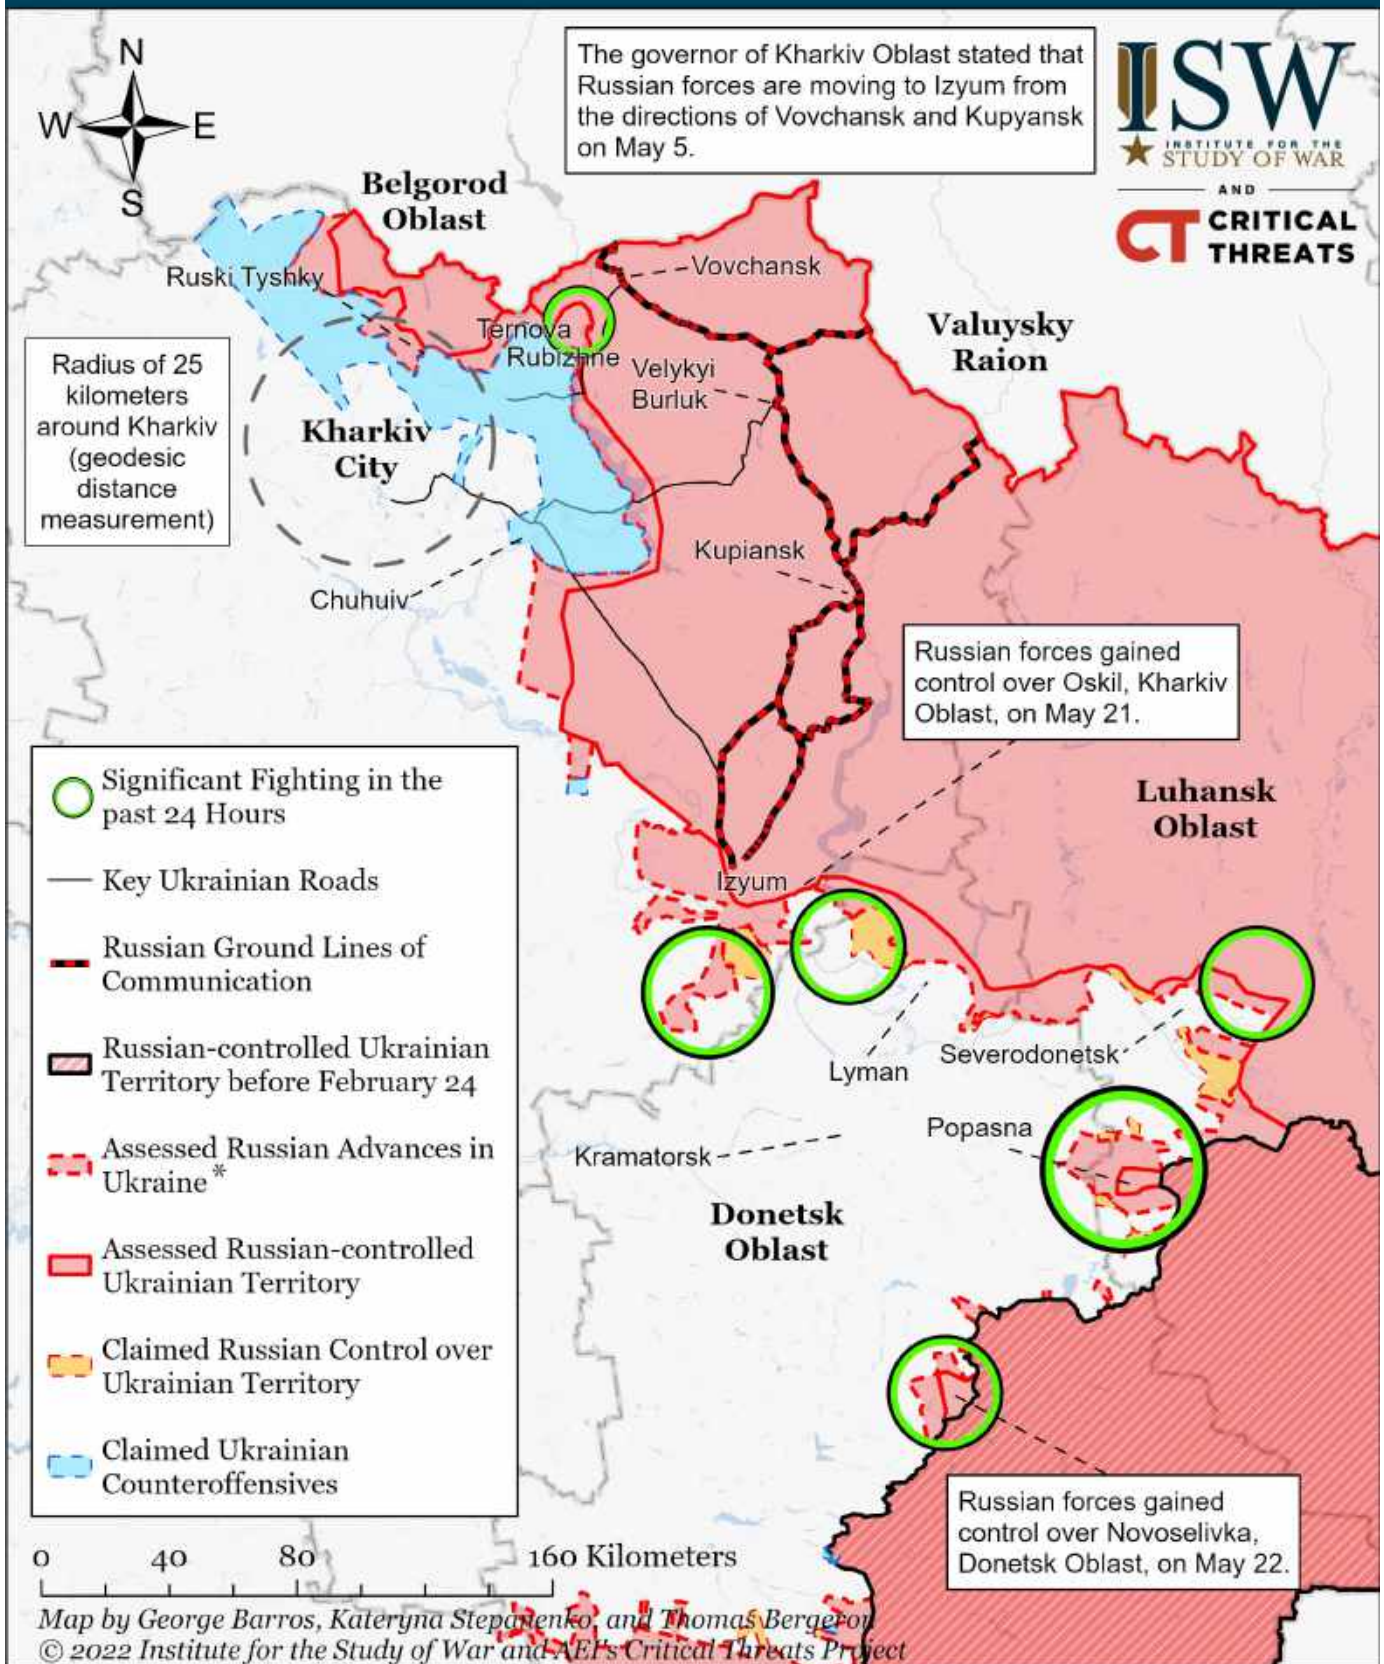 N
W E
S
The governor of Kharkiv Oblast stated that
Russian forces are moving to Izyum from
the directions of Vovchansk and Kupyansk
on May 5.
ISW
INSTITUTE FOR THE
STUDY OF WAR
AND
CT CRITICAL
THREATS
Belgorod
Oblast
Ruski Tyshky
Vovchansk
Ternova
Rubizhne
Velykyi
Burluk
Valuysky
Raion
Radius of 25
kilometers
around Kharkiv
(geodesic
distance
measurement)
Kharkiv
City
Kupiansk
Chuhuiv
Russian forces gained
control over Oskil, Kharkiv
Oblast, on May 21.
Luhansk
Oblast
Izyum
Lyman
Severodonetsk
Popasna
Kramatorsk
Donetsk
Oblast
Russian forces gained
control over Novoselivka,
Donetsk Oblast, on May 22.
Significant Fighting in the
past 24 Hours
Key Ukrainian Roads
Russian Ground Lines of
Communication
Russian-controlled Ukrainian
Territory before February 24
Assessed Russian Advances in
Ukraine*
Assessed Russian-controlled
Ukrainian Territory
Claimed Russian Control over
Ukrainian Territory
Claimed Ukrainian
Counteroffensives
0 40 80 160 Kilometers
Map by George Barros, Kateryna Stepanenko, and Thomas Bergeron
© 2022 Institute for the Study of War and AEI's Critical Threats Project